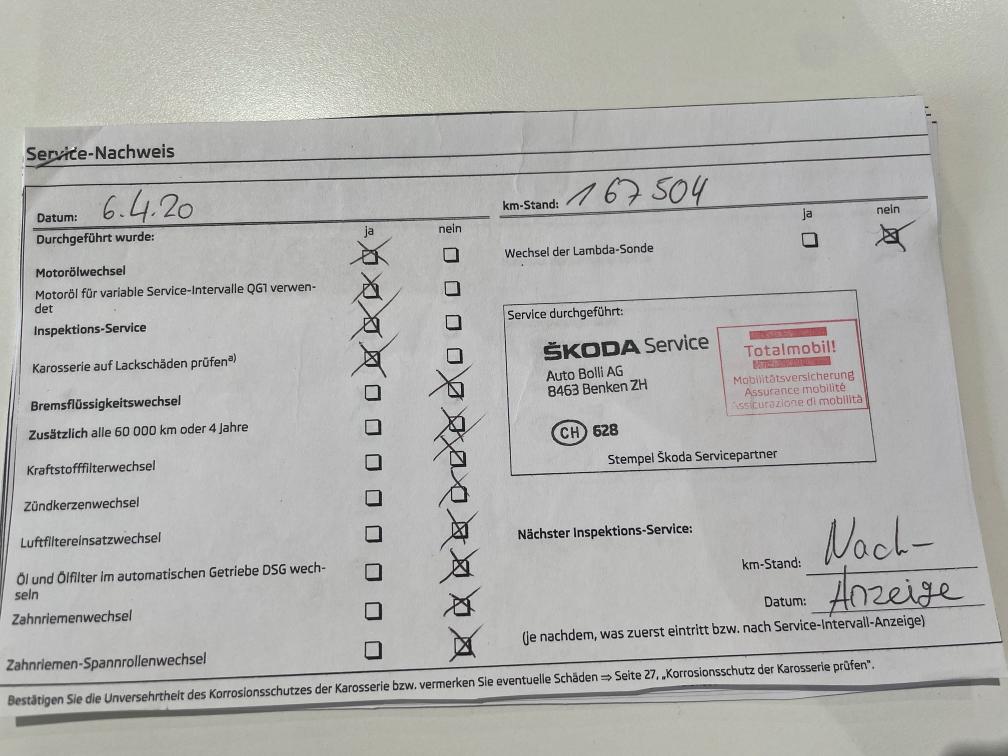 Service-Nachweis
Datum: 6.4.20
km-Stand: 167504
Durchgeführt wurde:
ja nein
ja nein
Motorölwechsel
Wechsel der Lambda-Sonde
Motoröl für variable Service-Intervalle QG1 verwen-
det
Inspektions-Service
Karosserie auf Lackschäden prüfen a)
Bremsflüssigkeitswechsel
Zusätzlich alle 60 000 km oder 4 Jahre
Kraftstofffilterwechsel
Zündkerzenwechsel
Luftfiltereinsatzwechsel
Öl und Ölfilter im automatischen Getriebe DSG wech-
seln
Zahnriemenwechsel
Zahnriemen-Spannrollenwechsel
Service durchgeführt:
ŠKODA Service
Auto Bolli AG
8463 Benken ZH
CH 628
Totalmobil!
Mobilitätsversicherung
Assurance mobilité
Assicurazione di mobilità
Stempel Škoda Servicepartner
Nächster Inspektions-Service:
km-Stand: Nach-
Datum: Anzeige
(je nachdem, was zuerst eintritt bzw. nach Service-Intervall-Anzeige)
Bestätigen Sie die Unversehrtheit des Korrosionsschutzes der Karosserie bzw. vermerken Sie eventuelle Schäden ⇒ Seite 27, „Korrosionsschutz der Karosserie prüfen".